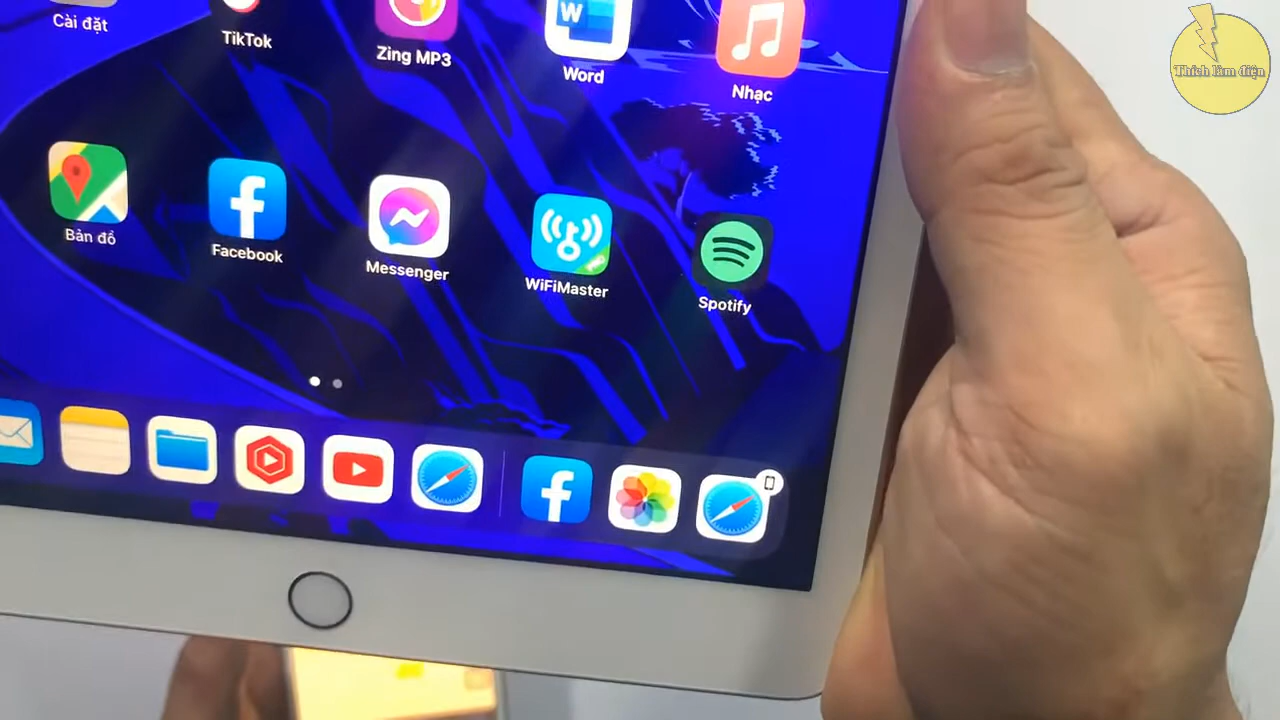 Cài đặt
TikTok
Zing MP3
Word
Nhạc
Thích làm điện
W
Bản đồ
Facebook
Messenger
WiFiMaster
Spotify